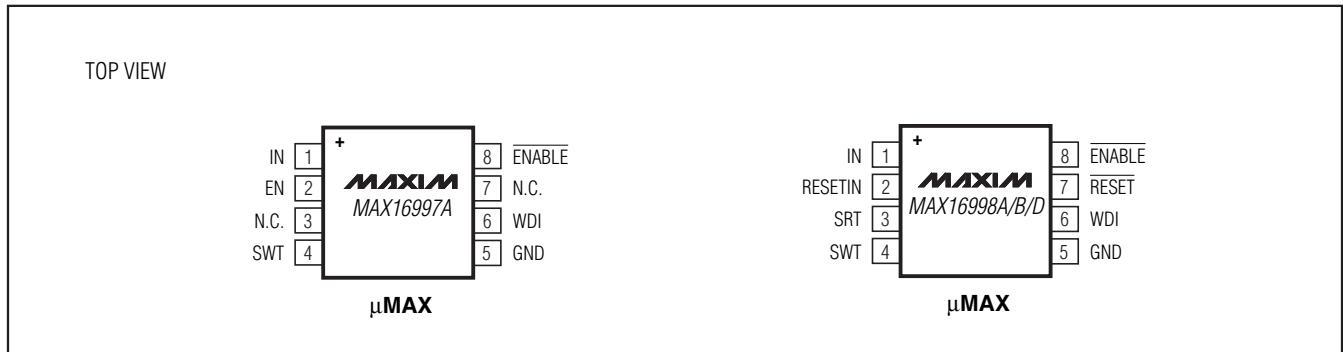 TOP VIEW
+
IN 1
EN 2
N.C. 3
SWT 4
8 ENABLE
7 N.C.
6 WDI
5 GND
MAXIM
MAX16997A
µMAX
+
IN 1
RESETIN 2
SRT 3
SWT 4
8 ENABLE
7 RESET
6 WDI
5 GND
MAXIM
MAX16998A/B/D
µMAX